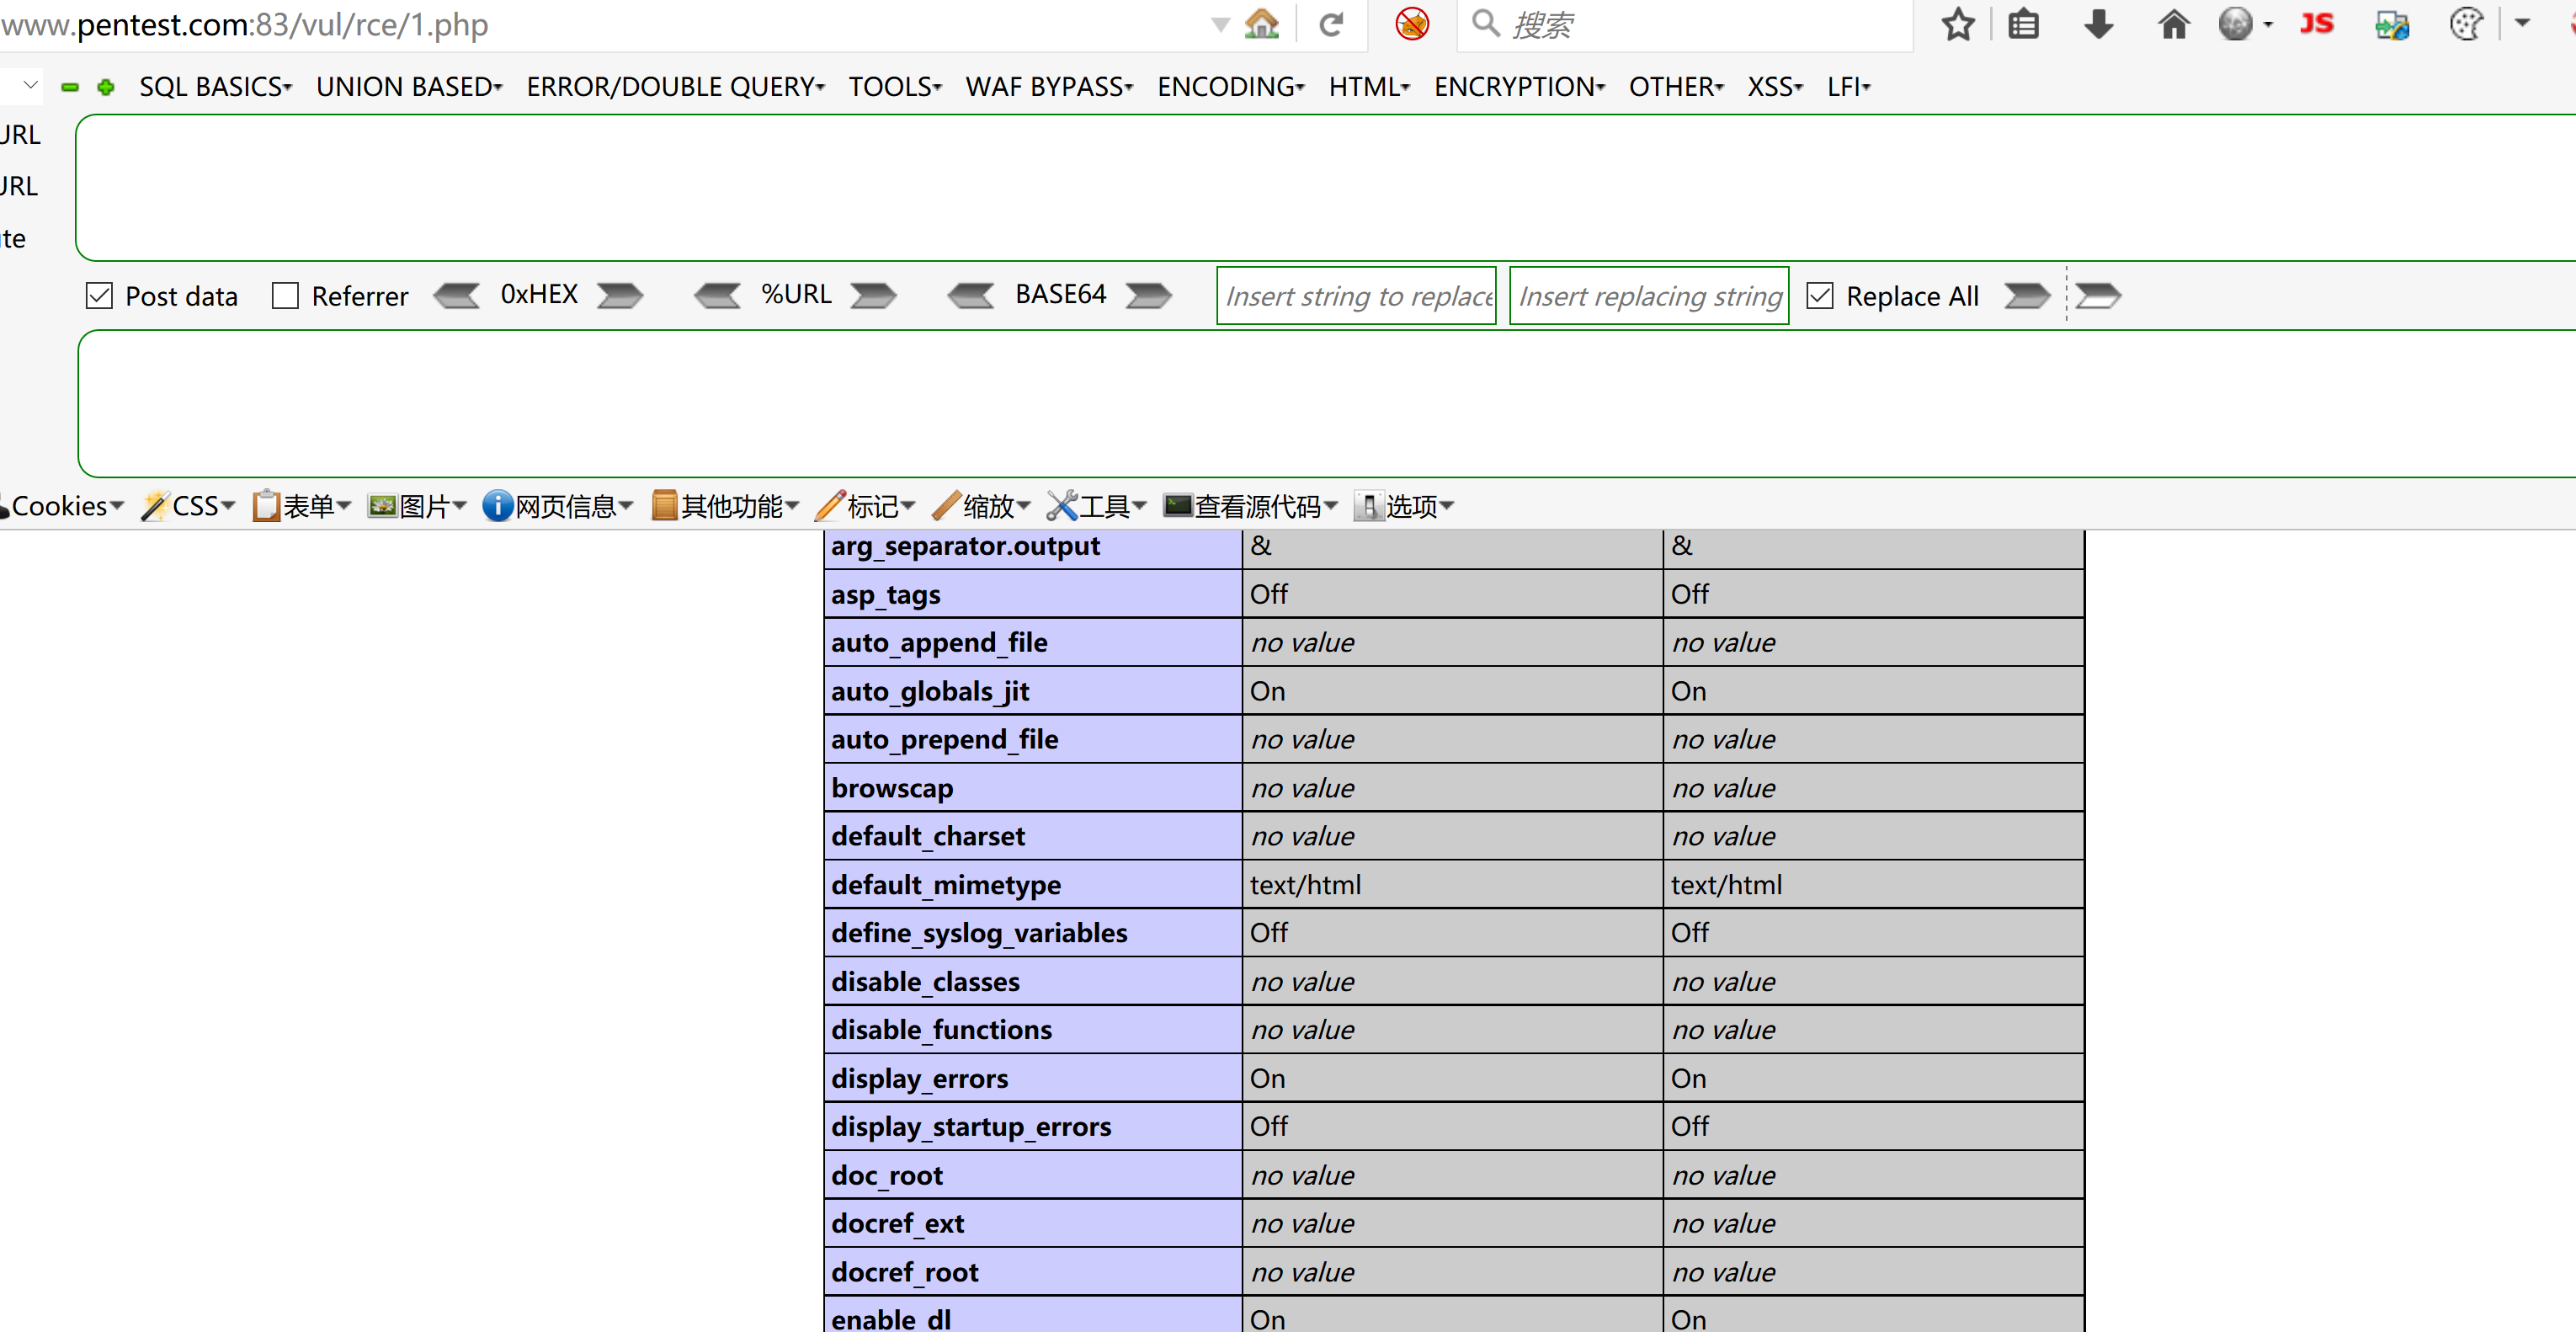 www.pentest.com:83/vul/rce/1.php 搜索 JS
SQL BASICS UNION BASED ERROR/DOUBLE QUERY TOOLS WAF BYPASS ENCODING HTML ENCRYPTION OTHER XSS LFI
URL
URL
te
Post data Referrer 0xHEX %URL BASE64 Insert string to replace Insert replacing string Replace All
Cookies CSS 表单 图片 网页信息 其他功能 标记 缩放 工具 查看源代码 选项
arg_separator.output & &
asp_tags Off Off
auto_append_file no value no value
auto_globals_jit On On
auto_prepend_file no value no value
browscap no value no value
default_charset no value no value
default_mimetype text/html text/html
define_syslog_variables Off Off
disable_classes no value no value
disable_functions no value no value
display_errors On On
display_startup_errors Off Off
doc_root no value no value
docref_ext no value no value
docref_root no value no value
enable_dl On On